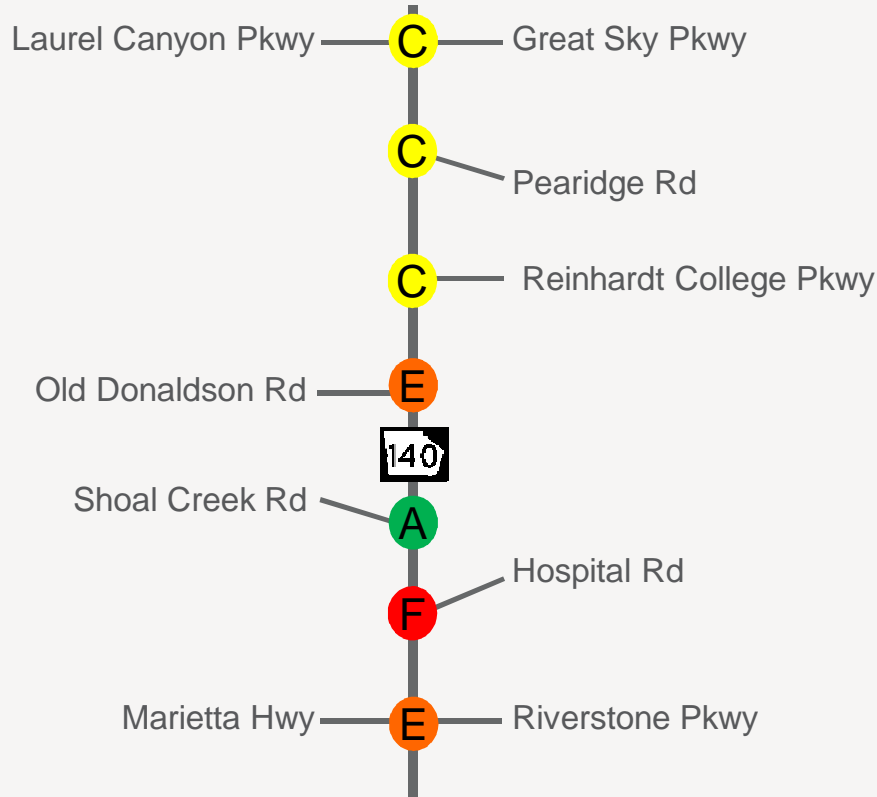 Laurel Canyon Pkwy C Great Sky Pkwy
C
Pearidge Rd
C Reinhardt College Pkwy
Old Donaldson Rd E
140
Shoal Creek Rd A
Hospital Rd
F
Marietta Hwy E Riverstone Pkwy